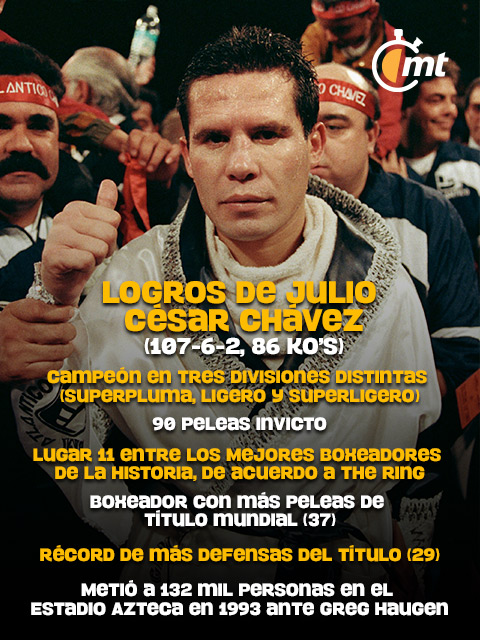 mt
ATLANTICO
O CHÁVEZ
LOGROS DE JULIO
CÉSAR CHÁVEZ
(107-6-2, 86 KO'S)
CAMPEÓN EN TRES DIVISIONES DISTINTAS
(SUPERPLUMA, LIGERO Y SUPERLIGERO)
90 PELEAS INVICTO
LUGAR 11 ENTRE LOS MEJORES BOXEADORES
DE LA HISTORIA, DE ACUERDO A THE RING
BOXEADOR CON MÁS PELEAS DE
TÍTULO MUNDIAL (37)
RÉCORD DE MÁS DEFENSAS DEL TÍTULO (29)
METIÓ A 132 MIL PERSONAS EN EL
ESTADIO AZTECA EN 1993 ANTE GREG HAUGEN